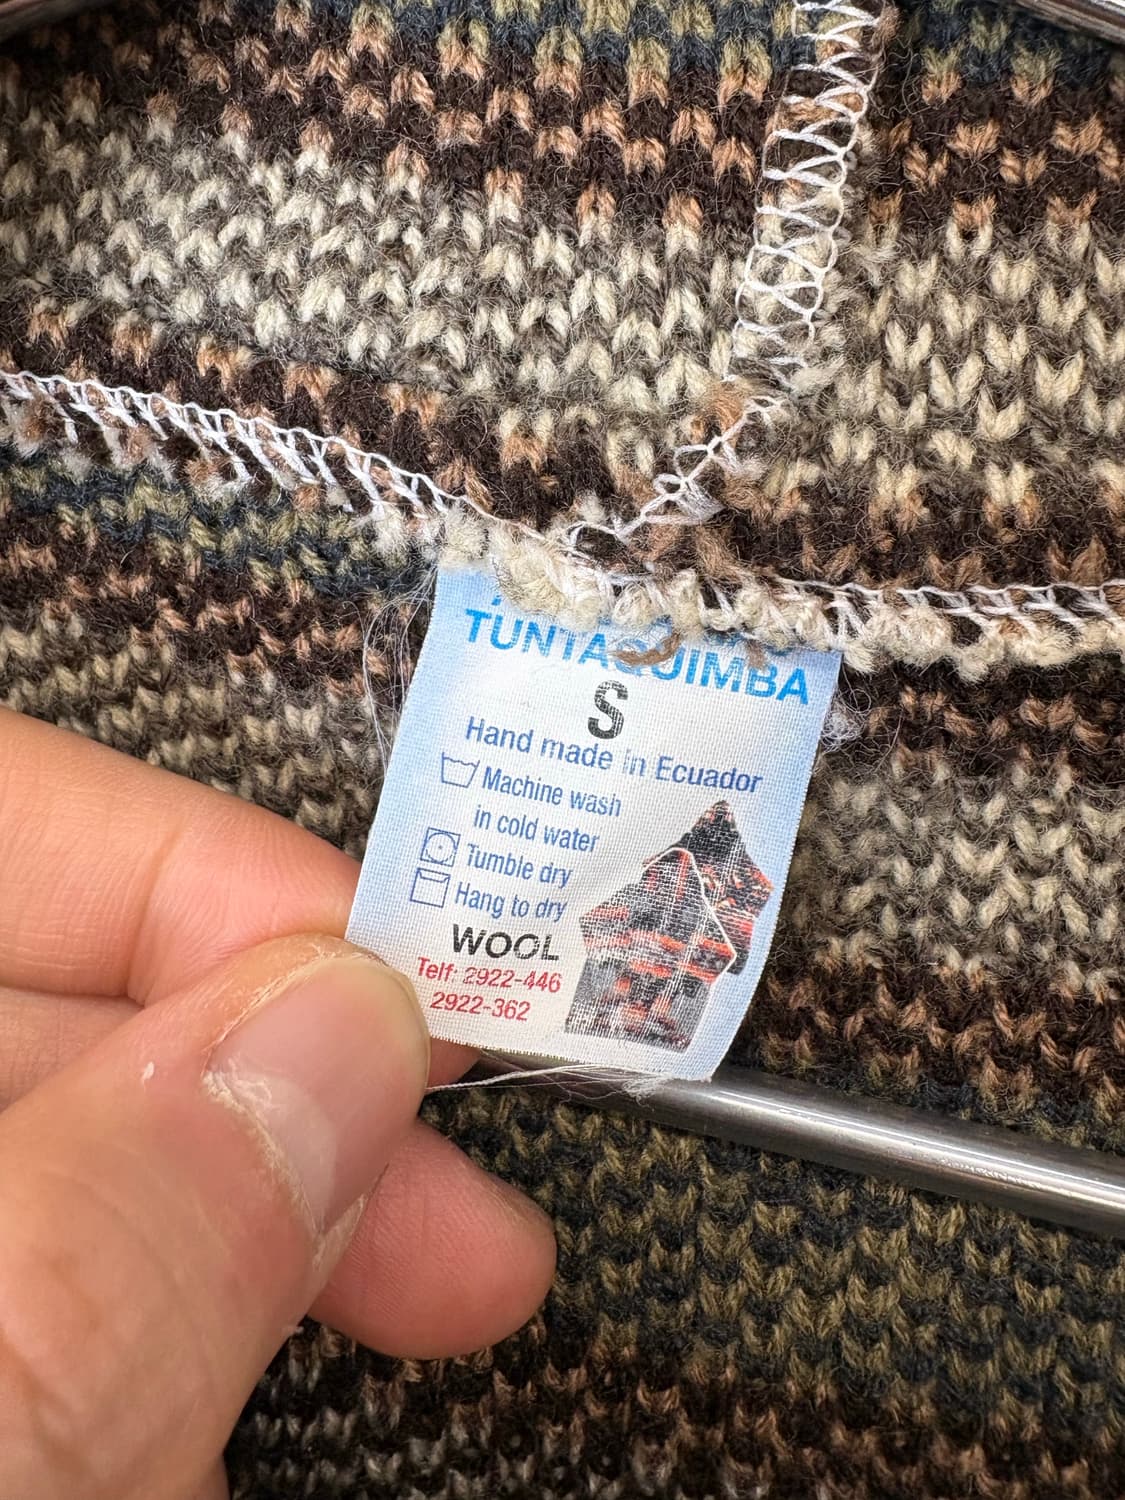 TUNTAQUIMBA
S
Hand made in Ecuador
Machine wash
in cold water
Tumble dry
Hang to dry
WOOL
Telf: 2922-446
2922-362